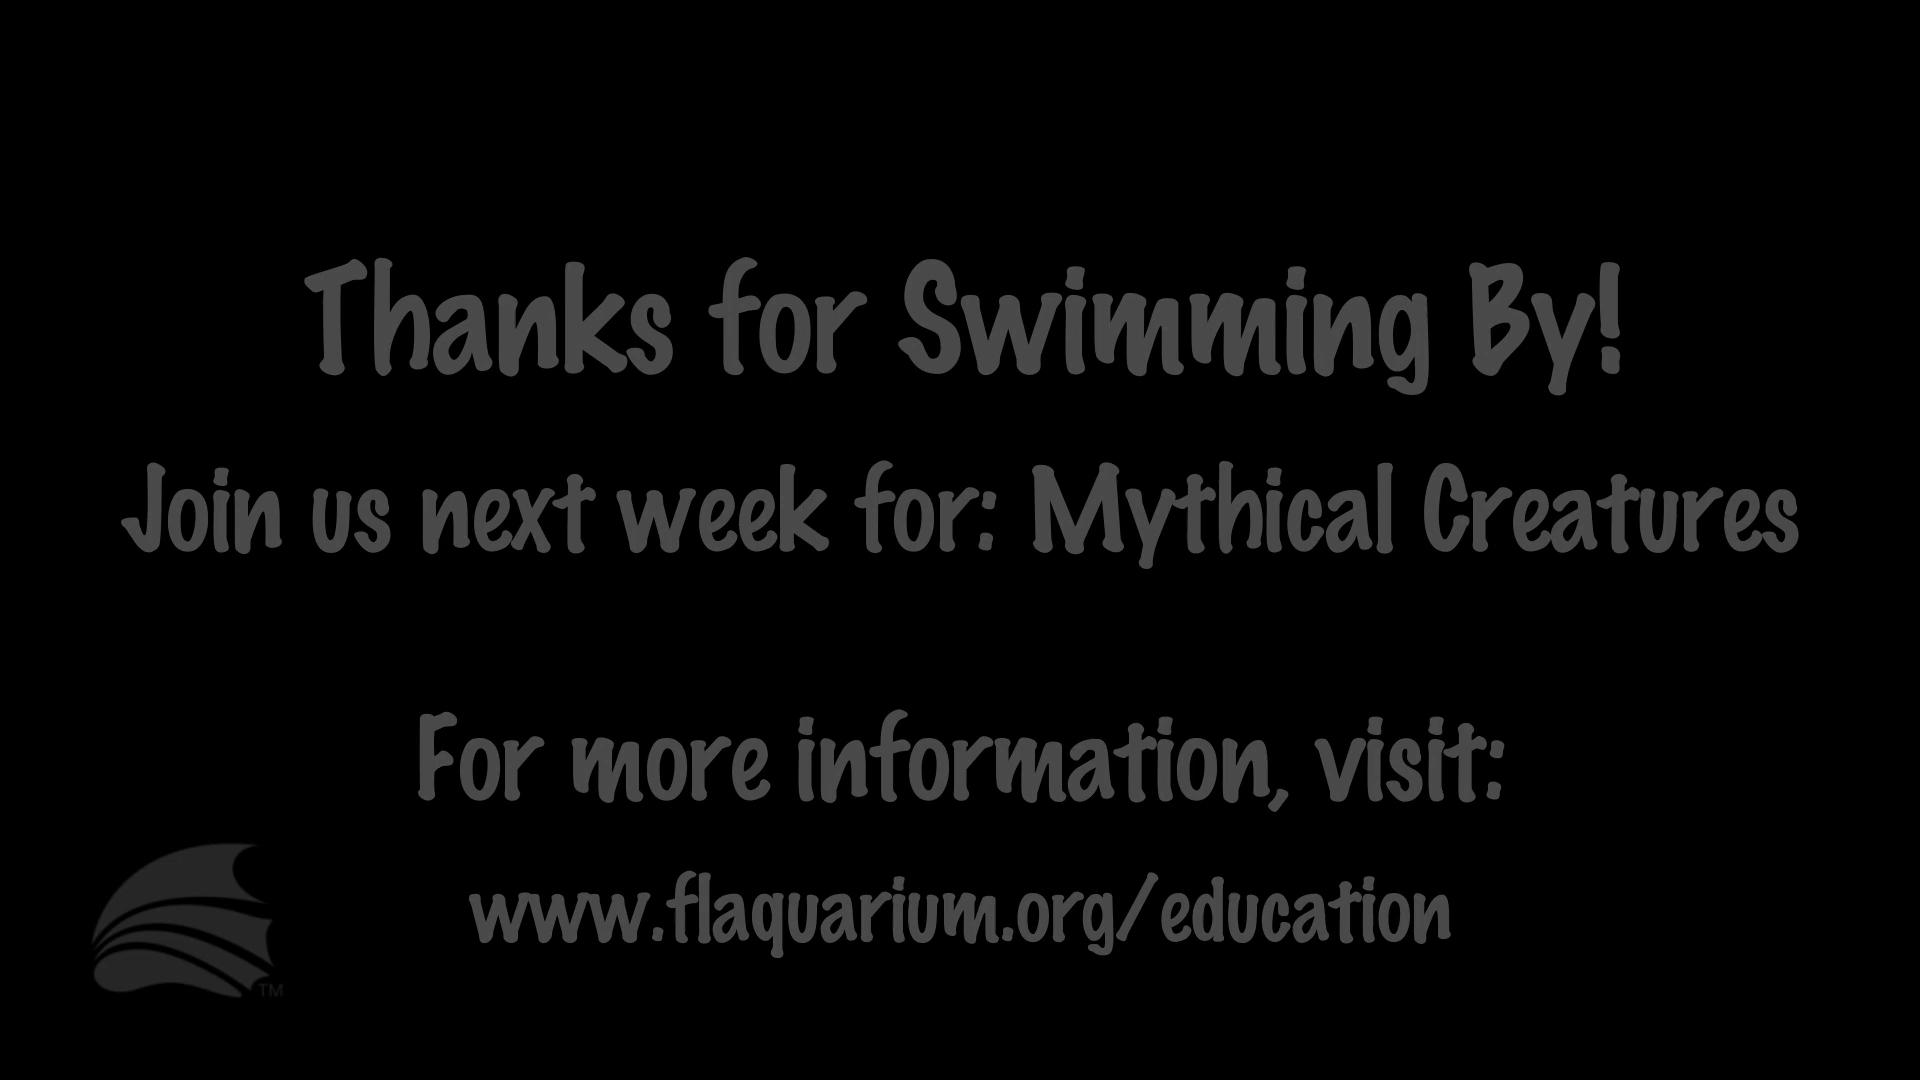 Thanks for Swimming By!
Join us next week for: Mythical Creatures
For more information, visit:
www.flaquarium.org/education
TM